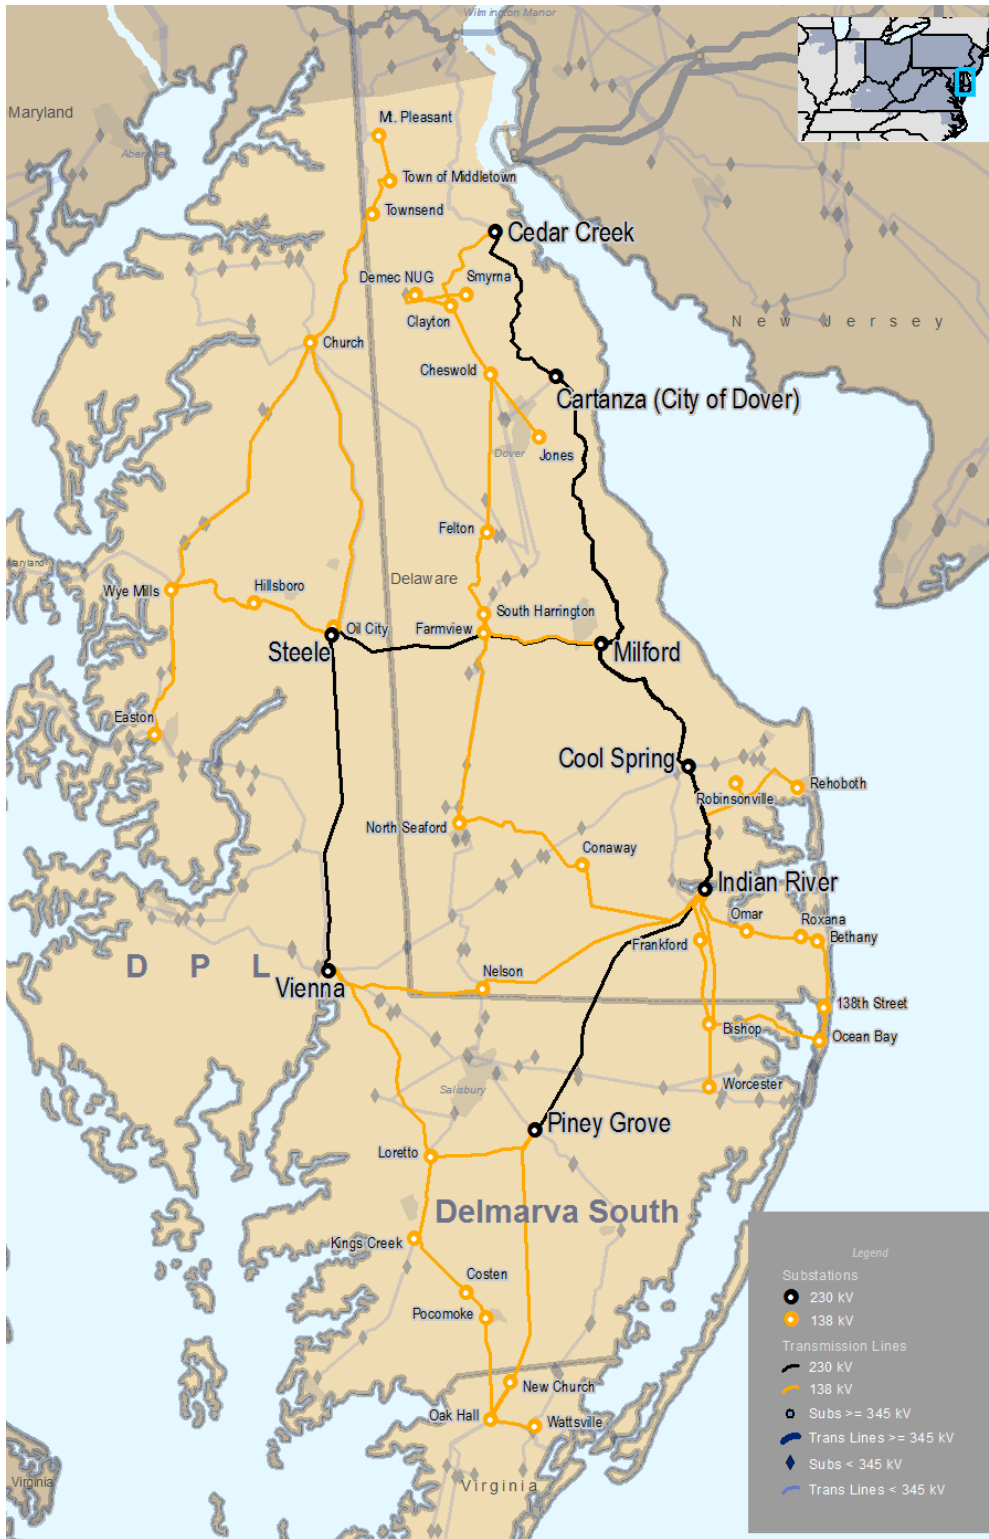 Wilmington Manor
Maryland
Mt. Pleasant
Aberdeen
Town of Middletown
Townsend
Cedar Creek
Demec NUG
Smyrna
Clayton
New Jersey
Church
Cheswold
Cartanza (City of Dover)
Dover
Jones
Felton
Maryland
Delaware
Wye Mills
Hillsboro
South Harrington
Oil City
Farmview
Steele
Milford
Easton
Cool Spring
Rehoboth
Robinsonville
North Seaford
Conaway
Indian River
Omar
Roxana
Frankford
Bethany
D P L
Nelson
Vienna
138th Street
Bishop
Ocean Bay
Salisbury
Worcester
Piney Grove
Loretto
Delmarva South
Kings Creek
Costen
Pocomoke
New Church
Oak Hall
Wattsville
Virginia
Virginia
Legend
Substations
230 kV
138 kV
Transmission Lines
230 kV
138 kV
Subs >= 345 kV
Trans Lines >= 345 kV
Subs < 345 kV
Trans Lines < 345 kV